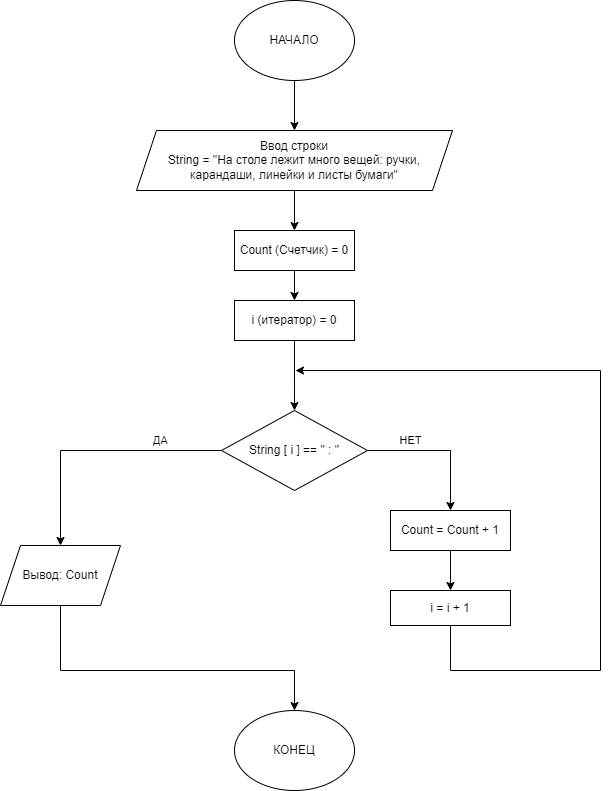 НАЧАЛО
Ввод строки
String = "На столе лежит много вещей: ручки,
карандаши, линейки и листы бумаги"
Count (Счетчик) = 0
i (итератор) = 0
String [ i ] == " : "
ДА
НЕТ
Count = Count + 1
i = i + 1
Вывод: Count
КОНЕЦ